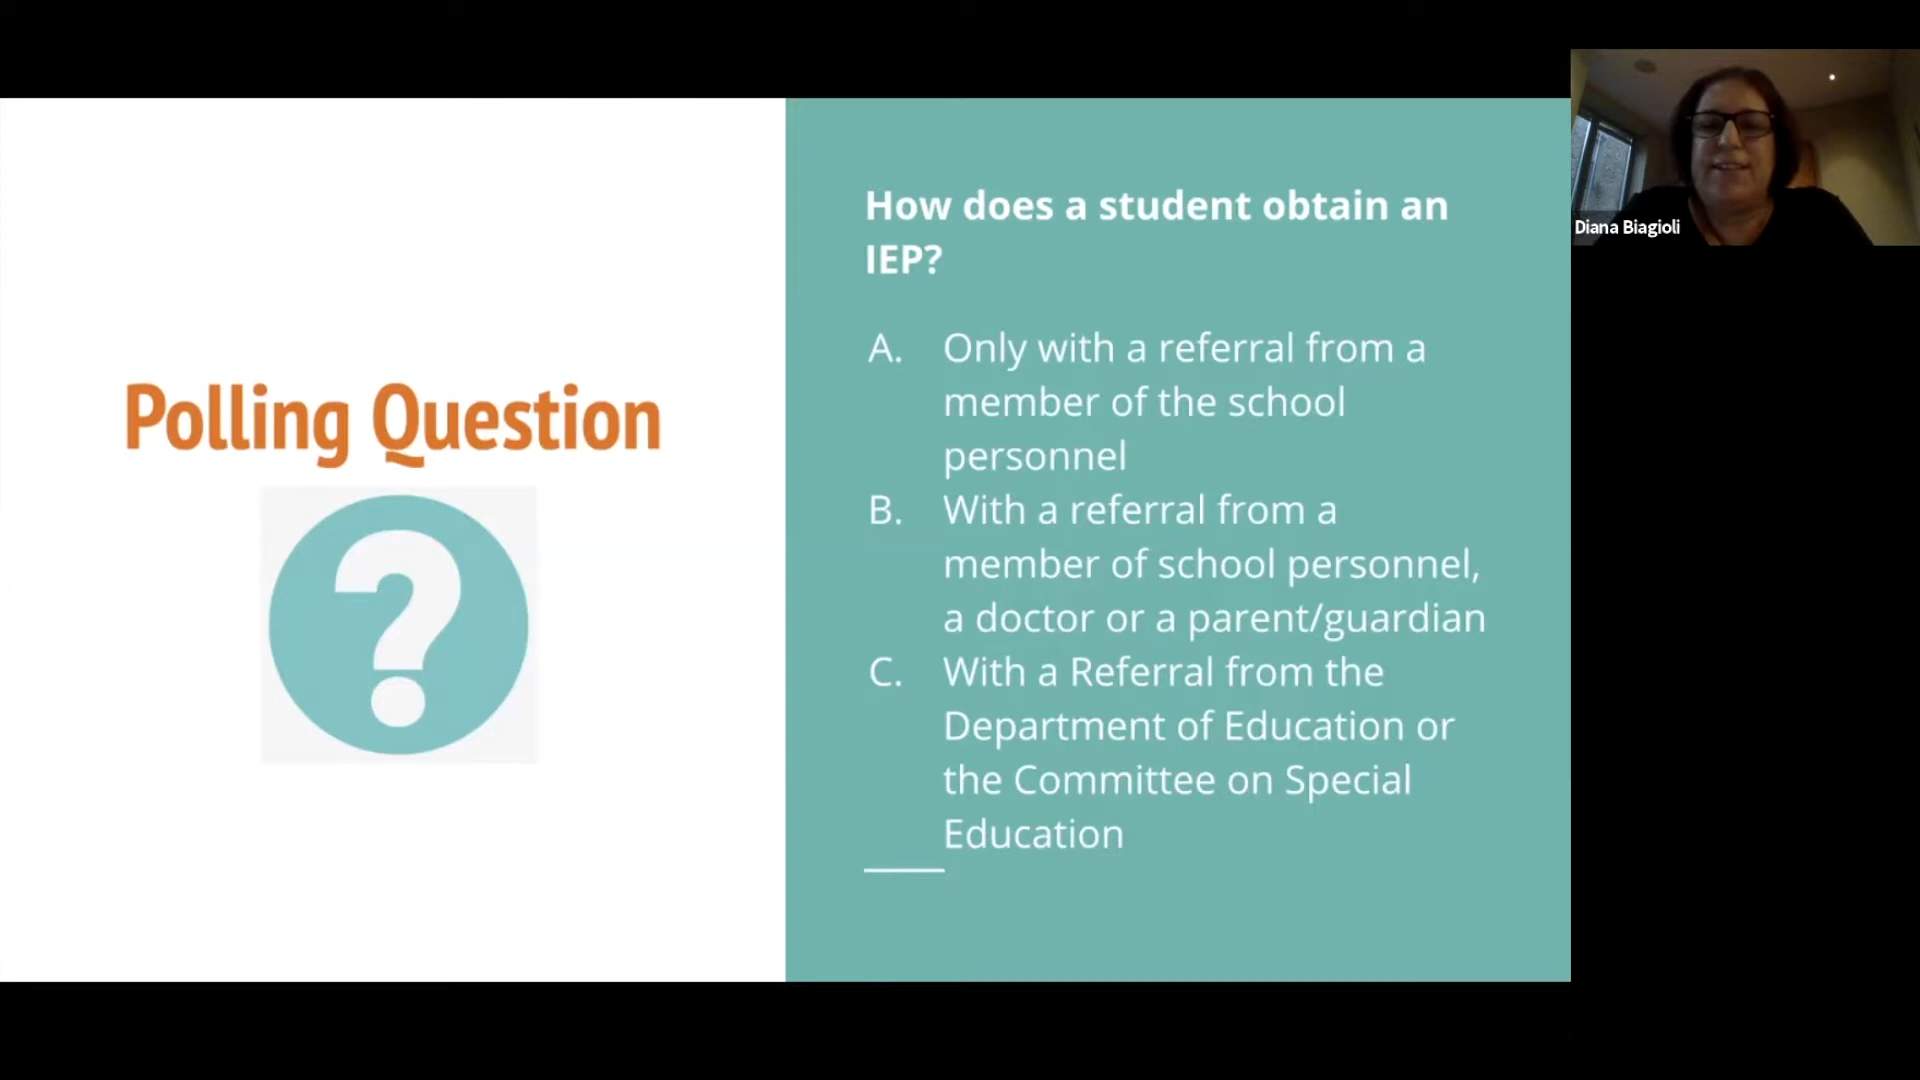 Polling Question
?
How does a student obtain an
IEP?
A. Only with a referral from a
member of the school
personnel
B. With a referral from a
member of school personnel,
a doctor or a parent/guardian
C. With a Referral from the
Department of Education or
the Committee on Special
Education
Diana Biagioli